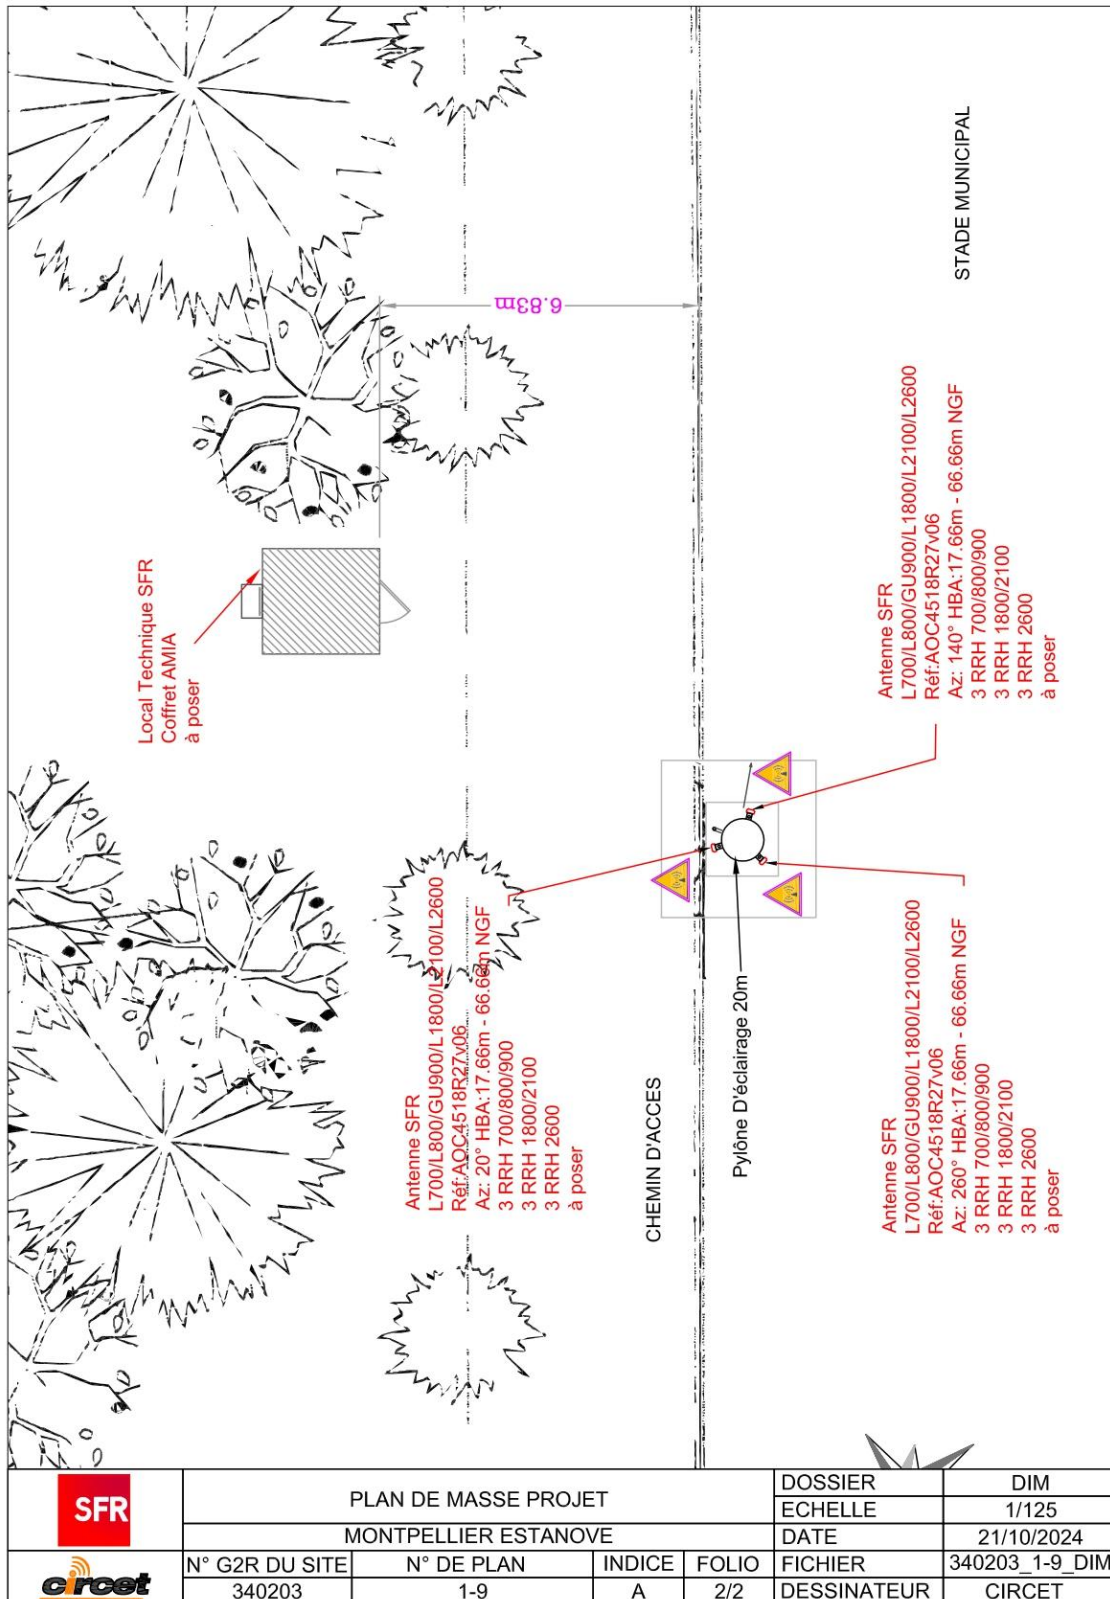 STADE MUNICIPAL
6.83m
Local Technique SFR
Coffret AMIA
à poser
Antenne SFR
L700/L800/GU900/L1800/L2100/L2600
Réf:AOC4518R27v06
Az: 140° HBA:17.66m - 66.66m NGF
3 RRH 700/800/900
3 RRH 1800/2100
3 RRH 2600
à poser
Antenne SFR
L700/L800/GU900/L1800/L2100/L2600
Réf:AOC4518R27v06
Az: 20° HBA:17.66m - 66.66m NGF
3 RRH 700/800/900
3 RRH 1800/2100
3 RRH 2600
à poser
CHEMIN D'ACCES
Pylône D'éclairage 20m
Antenne SFR
L700/L800/GU900/L1800/L2100/L2600
Réf:AOC4518R27v06
Az: 260° HBA:17.66m - 66.66m NGF
3 RRH 700/800/900
3 RRH 1800/2100
3 RRH 2600
à poser
SFR
PLAN DE MASSE PROJET
MONTPELLIER ESTANOVE
DOSSIER DIM
ECHELLE 1/125
DATE 21/10/2024
circet
N° G2R DU SITE N° DE PLAN INDICE FOLIO FICHIER 340203_1-9_DIM
340203 1-9 A 2/2 DESSINATEUR CIRCET